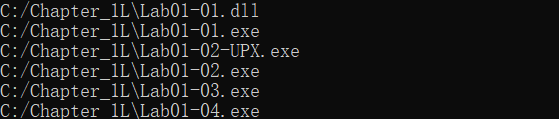 C:/Chapter_1L\Lab01-01.dll
C:/Chapter_1L\Lab01-01.exe
C:/Chapter_1L\Lab01-02-UPX.exe
C:/Chapter_1L\Lab01-02.exe
C:/Chapter_1L\Lab01-03.exe
C:/Chapter_1L\Lab01-04.exe